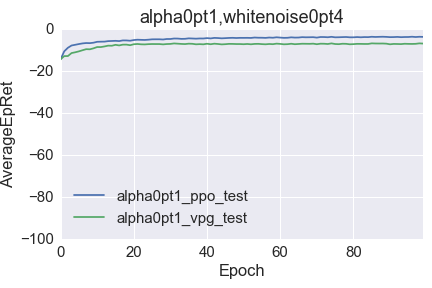 alpha0pt1,whitenoise0pt4
AverageEpRet
0
−20
−40
−60
−80
−100
alpha0pt1_ppo_test
alpha0pt1_vpg_test
0 20 40 60 80
Epoch